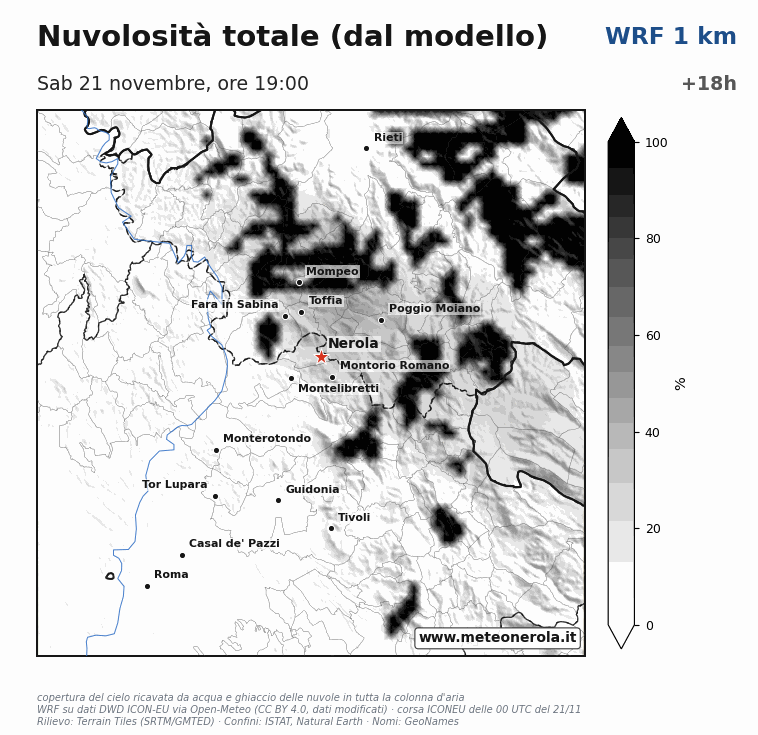 Nuvolosità totale (dal modello)
WRF 1 km
Sab 21 novembre, ore 19:00
+18h
Rieti
Mompeo
Toffia
Fara in Sabina
Poggio Moiano
Nerola
Montorio Romano
Montelibretti
Monterotondo
Tor Lupara
Guidonia
Tivoli
Casal de' Pazzi
Roma
www.meteonerola.it
100
80
60
40
20
0
%
copertura del cielo ricavata da acqua e ghiaccio delle nuvole in tutta la colonna d'aria
WRF su dati DWD ICON-EU via Open-Meteo (CC BY 4.0, dati modificati) · corsa ICONEU delle 00 UTC del 21/11
Rilievo: Terrain Tiles (SRTM/GMTED) · Confini: ISTAT, Natural Earth · Nomi: GeoNames